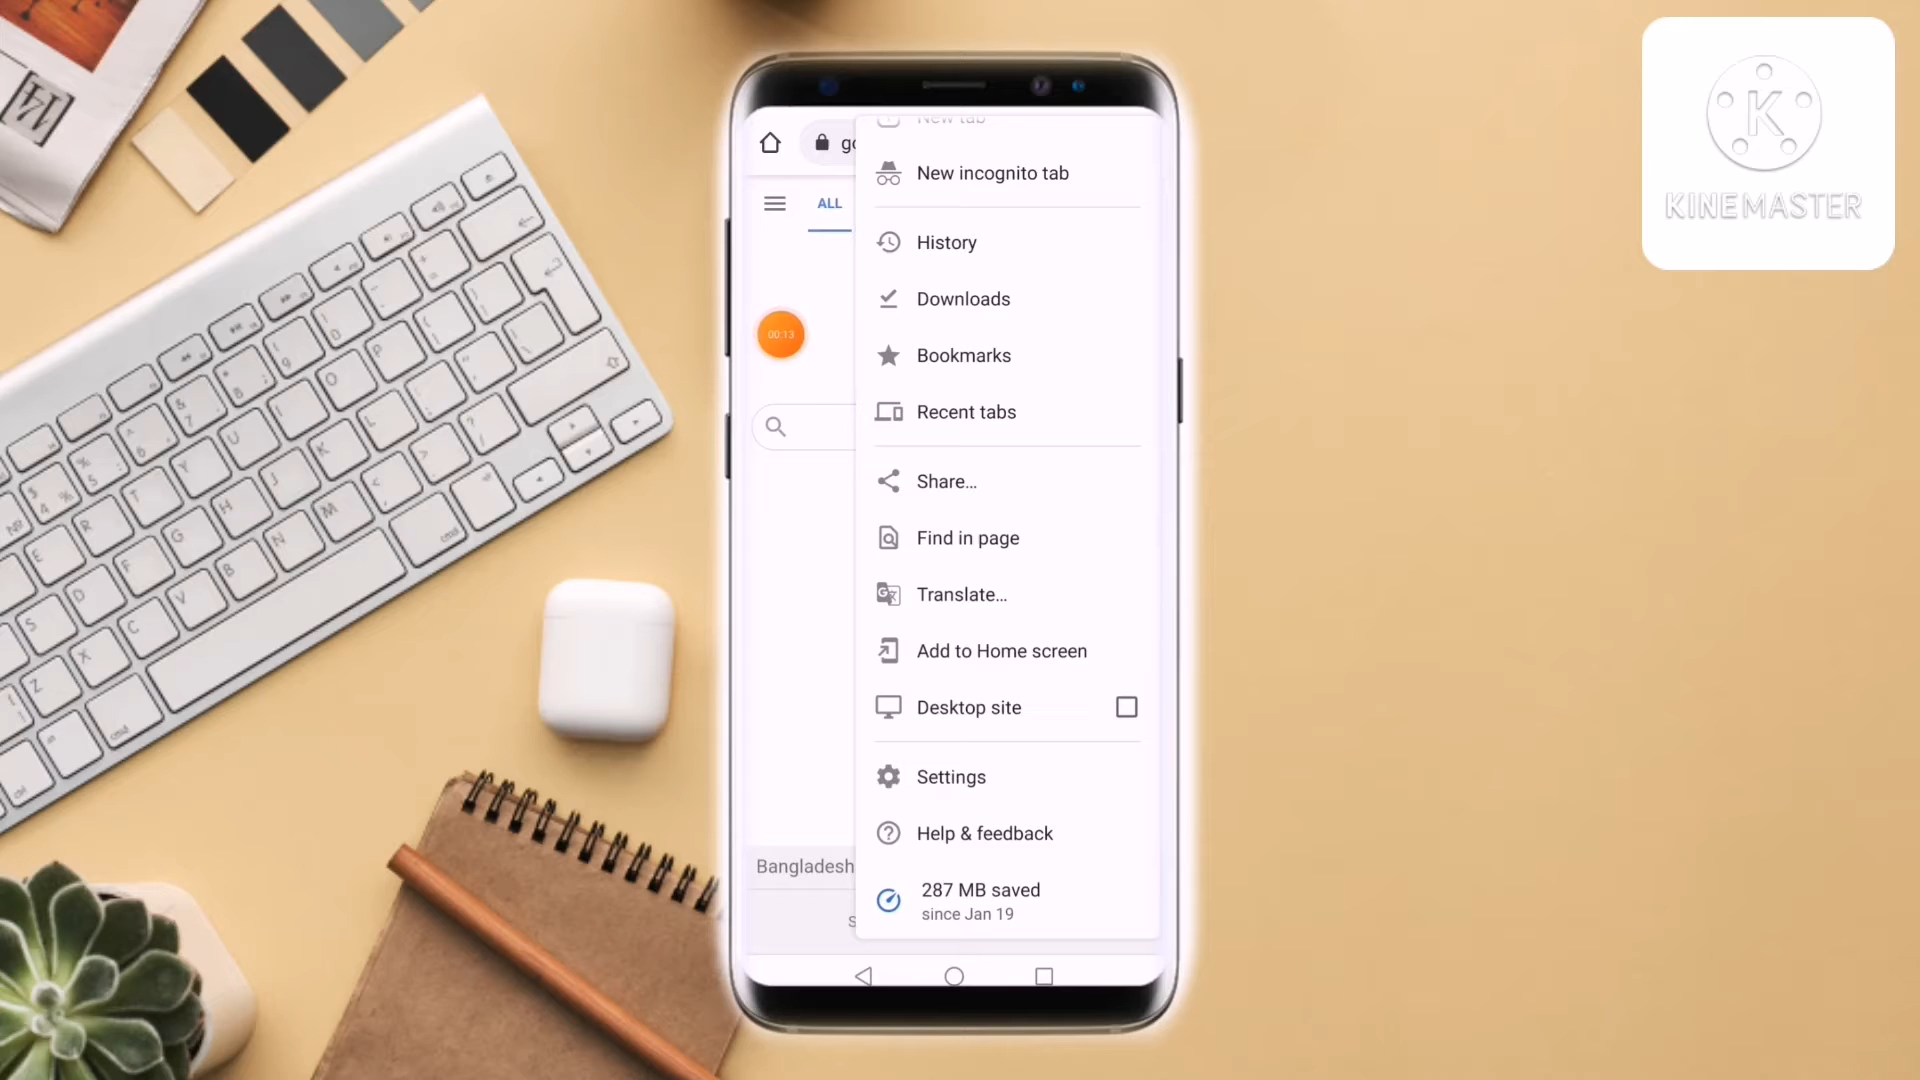 New tab
go
New incognito tab
ALL
History
00:13
Downloads
Bookmarks
Recent tabs
Share...
Find in page
Translate...
Add to Home screen
Desktop site
Settings
Help & feedback
Bangladesh
287 MB saved
since Jan 19
S
K
KINEMASTER